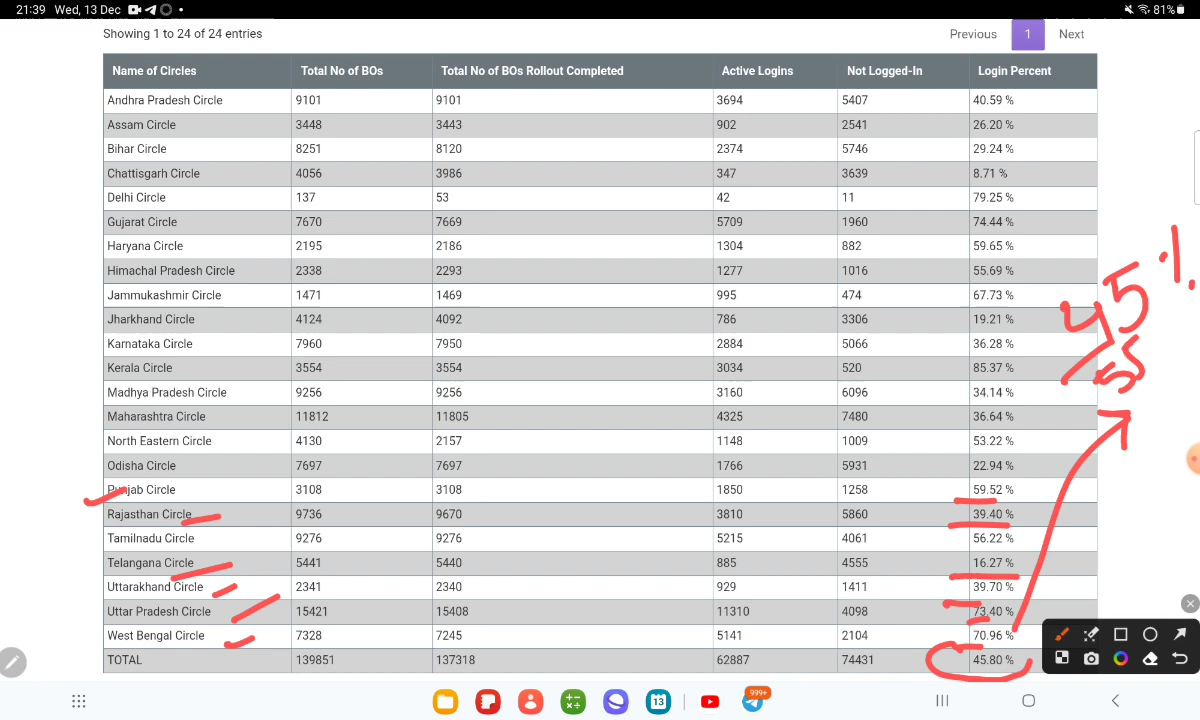 21:39 Wed, 13 Dec 81%
Showing 1 to 24 of 24 entries Previous 1 Next
Name of Circles Total No of BOs Total No of BOs Rollout Completed Active Logins Not Logged-In Login Percent
Andhra Pradesh Circle 9101 9101 3694 5407 40.59 %
Assam Circle 3448 3443 902 2541 26.20 %
Bihar Circle 8251 8120 2374 5746 29.24 %
Chattisgarh Circle 4056 3986 347 3639 8.71 %
Delhi Circle 137 53 42 11 79.25 %
Gujarat Circle 7670 7669 5709 1960 74.44 %
Haryana Circle 2195 2186 1304 882 59.65 %
Himachal Pradesh Circle 2338 2293 1277 1016 55.69 %
Jammukashmir Circle 1471 1469 995 474 67.73 %
Jharkhand Circle 4124 4092 786 3306 19.21 %
Karnataka Circle 7960 7950 2884 5066 36.28 %
Kerala Circle 3554 3554 3034 520 85.37 %
Madhya Pradesh Circle 9256 9256 3160 6096 34.14 %
Maharashtra Circle 11812 11805 4325 7480 36.64 %
North Eastern Circle 4130 2157 1148 1009 53.22 %
Odisha Circle 7697 7697 1766 5931 22.94 %
Punjab Circle 3108 3108 1850 1258 59.52 %
Rajasthan Circle 9736 9670 3810 5860 39.40 %
Tamilnadu Circle 9276 9276 5215 4061 56.22 %
Telangana Circle 5441 5440 885 4555 16.27 %
Uttarakhand Circle 2341 2340 929 1411 39.70 %
Uttar Pradesh Circle 15421 15408 11310 4098 73.40 %
West Bengal Circle 7328 7245 5141 2104 70.96 %
TOTAL 139851 137318 62887 74431 45.80 %
45 %
55
13
999+